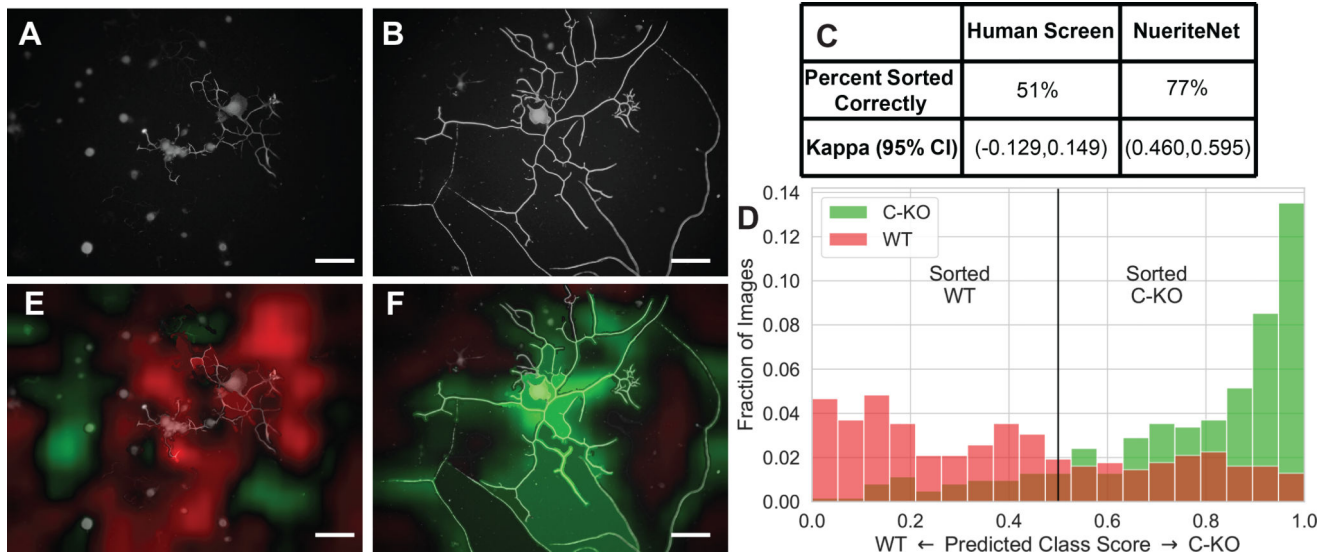 A
B
C
Human Screen
NueriteNet
Percent Sorted
Correctly
51%
77%
Kappa (95% CI)
(-0.129,0.149)
(0.460,0.595)
D
C-KO
WT
Sorted
WT
Sorted
C-KO
Fraction of Images
0.14
0.12
0.10
0.08
0.06
0.04
0.02
0.00
0.0
0.2
0.4
0.6
0.8
1.0
WT ← Predicted Class Score → C-KO
E
F